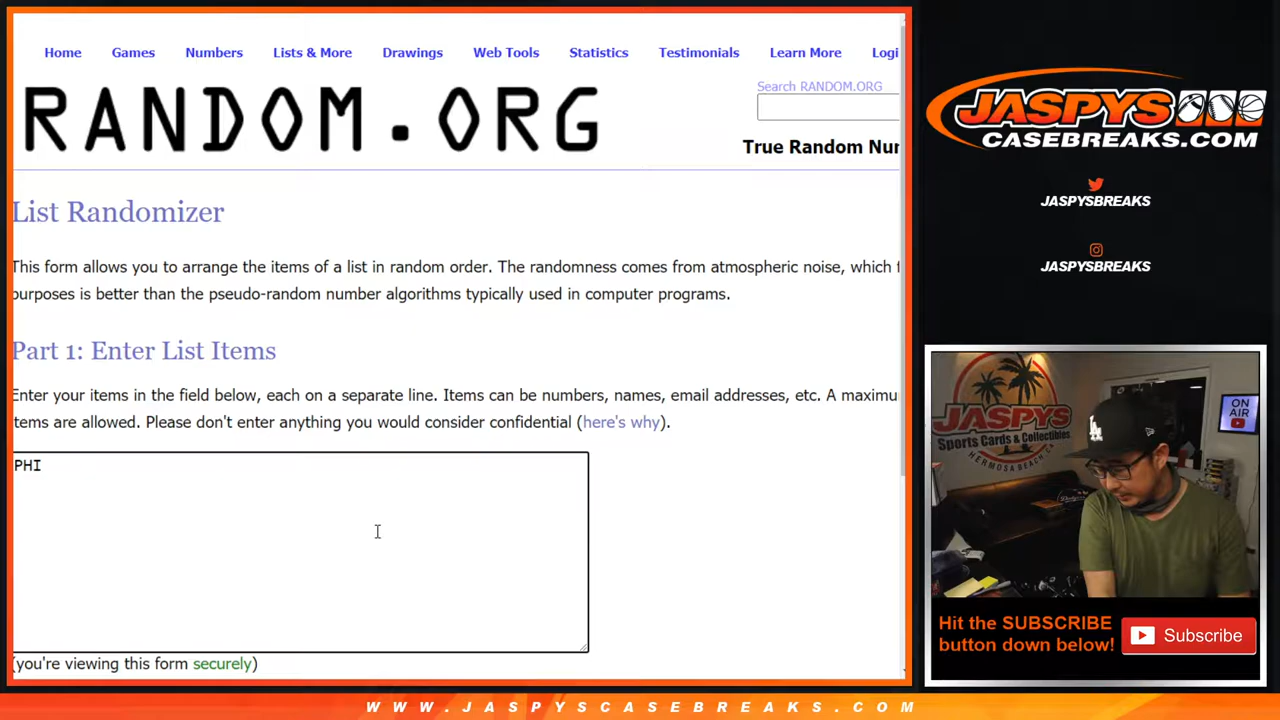 Home Games Numbers Lists & More Drawings Web Tools Statistics Testimonials Learn More Logi
Search RANDOM.ORG
RANDOM.ORG
True Random Nur
List Randomizer
This form allows you to arrange the items of a list in random order. The randomness comes from atmospheric noise, which f
purposes is better than the pseudo-random number algorithms typically used in computer programs.
Part 1: Enter List Items
Enter your items in the field below, each on a separate line. Items can be numbers, names, email addresses, etc. A maximu
items are allowed. Please don't enter anything you would consider confidential (here's why).
PHI
(you're viewing this form securely)
JASPYS
CASEBREAKS.COM
JASPYSBREAKS
JASPYSBREAKS
JASPYS
Sports Cards & Collectibles
HERMOSA BEACH, CA
ON
AIR
LA
Hit the SUBSCRIBE
button down below!
Subscribe
WWW.JASPYSCASEBREAKS.COM